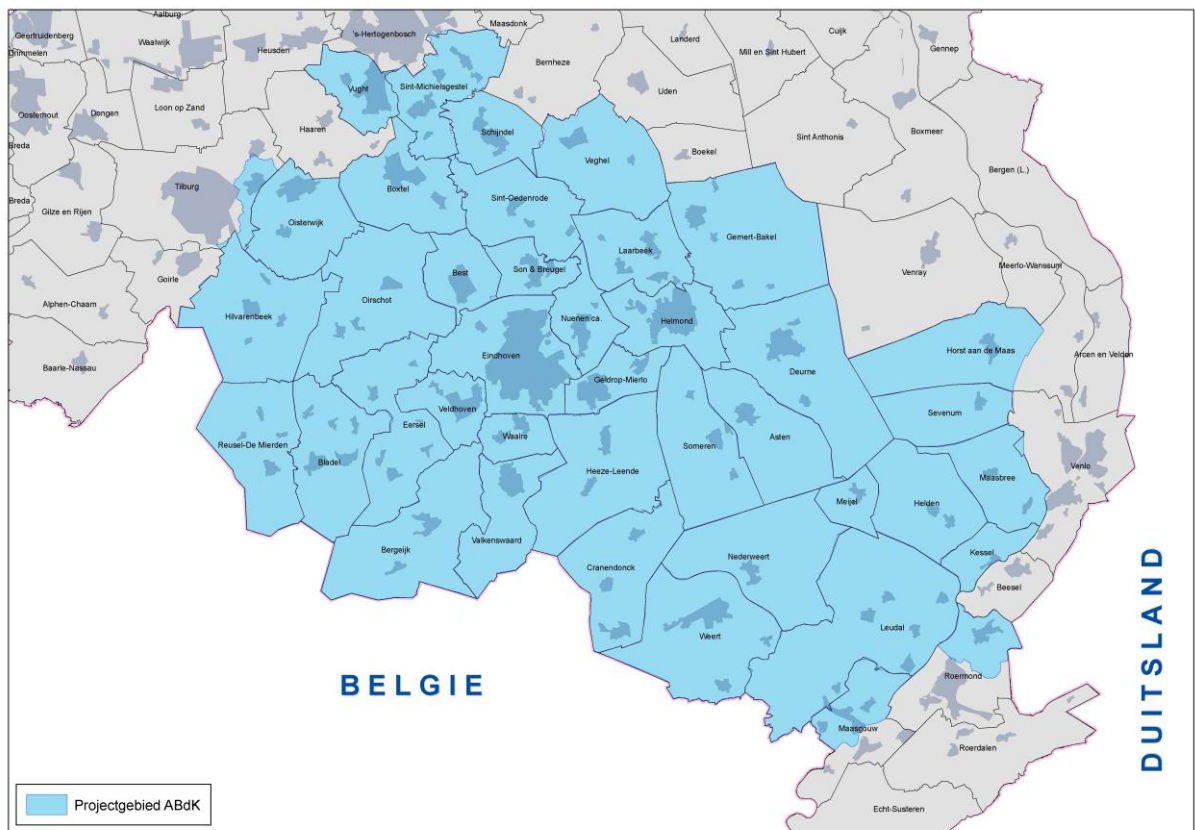 Aalburg
Geertruidenberg
Waalwijk
Heusden
's-Hertogenbosch
Maasdonk
Landerd
Mill en Sint Hubert
Cuijk
Gennep
Drimmelen
Vught
Sint-Michielsgestel
Bernheze
Uden
Oosterhout
Dongen
Loon op Zand
Haaren
Schijndel
Sint Anthonis
Boxmeer
Breda
Veghel
Boekel
Bergen (L.)
Tilburg
Boxtel
Breda
Gilze en Rijen
Oisterwijk
Sint-Oedenrode
Gemert-Bakel
Goirle
Laarbeek
Venray
Meerlo-Wanssum
Best
Son & Breugel
Oirschot
Alphen-Chaam
Hilvarenbeek
Nuenen ca.
Helmond
Horst aan de Maas
Arcen en Velden
Eindhoven
Baarle-Nassau
Geldrop-Mierlo
Deurne
Veldhoven
Sevenum
Eersel
Waalre
Reusel-De Mierden
Bladel
Someren
Asten
Heeze-Leende
Venlo
Maasbree
Meijel
Helden
Bergeijk
Valkenswaard
Nederweert
Kessel
Cranendonck
Beesel
Weert
Leudal
Roermond
Maasgouw
Roerdalen
Echt-Susteren
BELGIE
DUITSLAND
Projectgebied ABdK